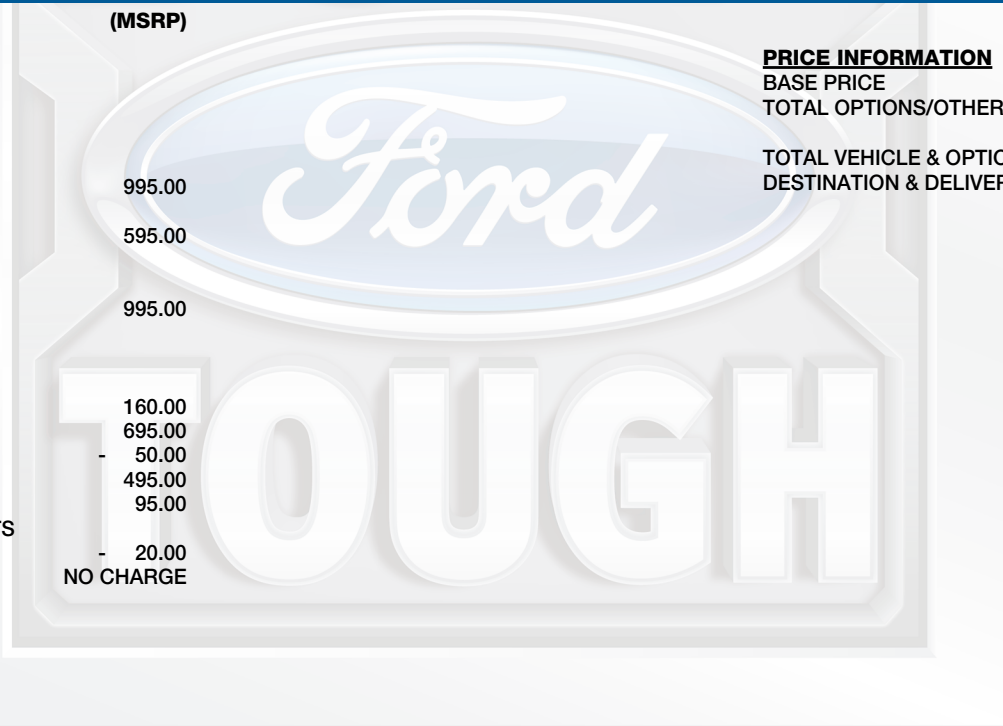 (MSRP)
PRICE INFORMATION
BASE PRICE
TOTAL OPTIONS/OTHER
TOTAL VEHICLE & OPTIO
DESTINATION & DELIVER
995.00
595.00
995.00
160.00
695.00
- 50.00
495.00
95.00
TS
- 20.00
NO CHARGE
Ford
TOUGH